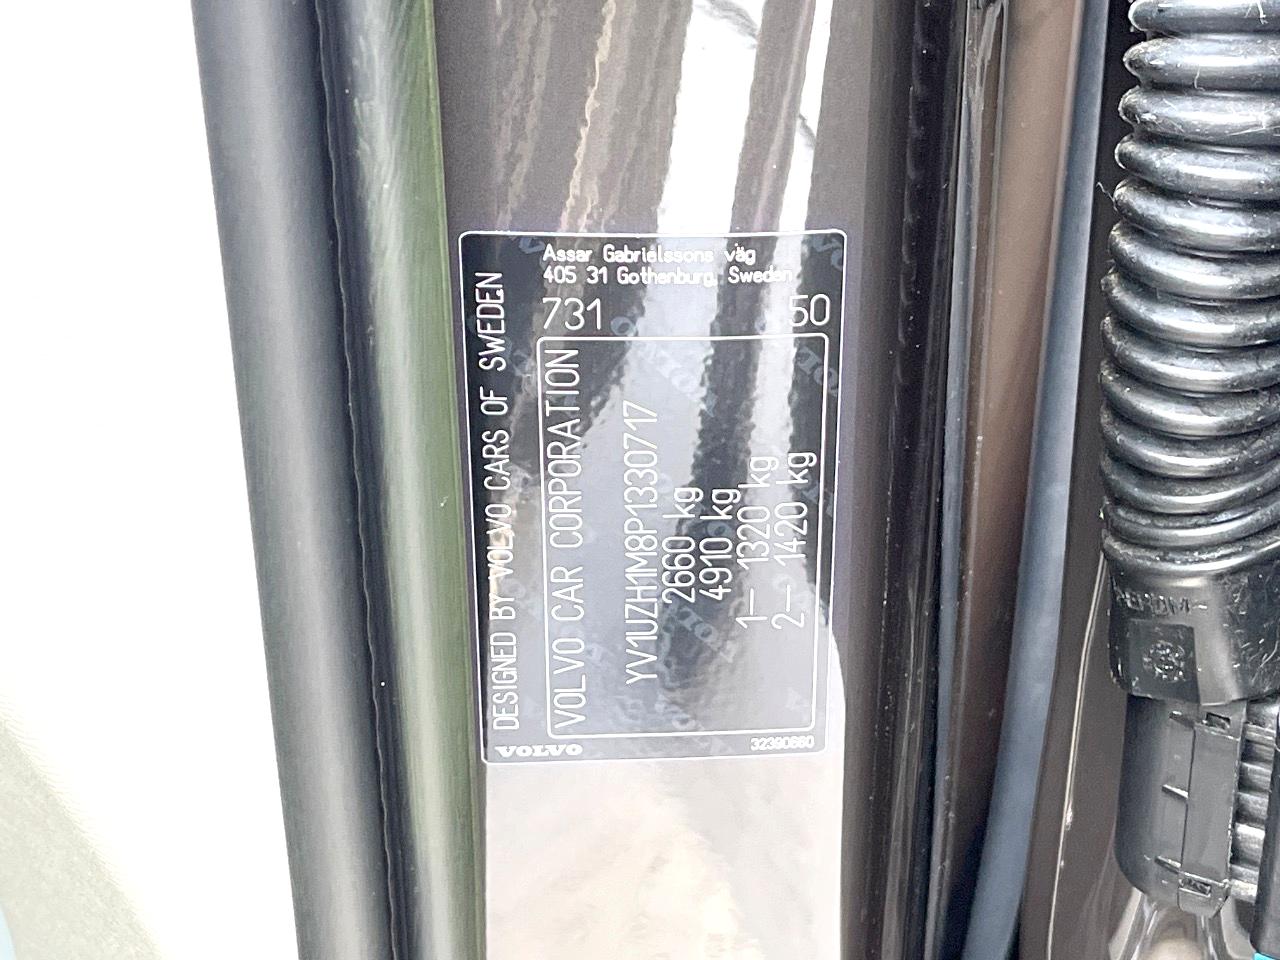 Assar Gabrielssons väg
405 31 Gothenburg, Sweden
731 50
DESIGNED BY VOLVO CARS OF SWEDEN
VOLVO CAR CORPORATION
YV1UZH1M8P1330717
2660 kg
4910 kg
1– 1320 kg
2– 1420 kg
VOLVO
32390660